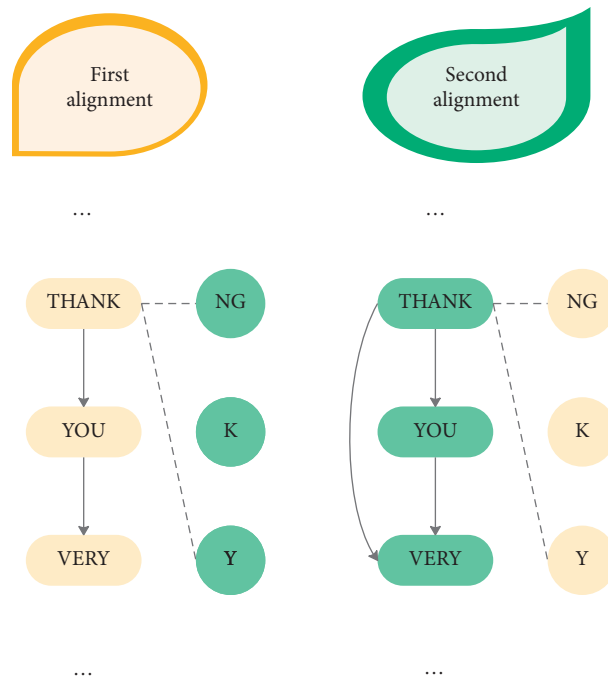 First
alignment
Second
alignment
...
...
THANK
NG
THANK
NG
YOU
K
YOU
K
VERY
Y
VERY
Y
...
...